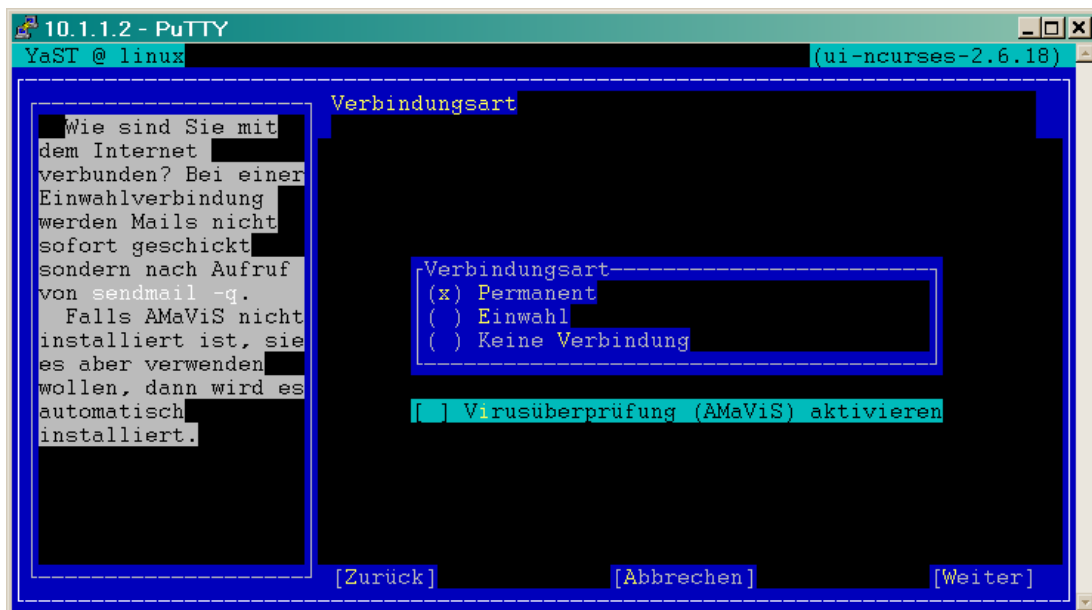 10.1.1.2 - PuTTY
YaST @ linux (ui-ncurses-2.6.18)
Wie sind Sie mit
dem Internet
verbunden? Bei einer
Einwahlverbindung
werden Mails nicht
sofort geschickt
sondern nach Aufruf
von sendmail -q.
Falls AMaViS nicht
installiert ist, sie
es aber verwenden
wollen, dann wird es
automatisch
installiert.
Verbindungsart
Verbindungsart
(x) Permanent
( ) Einwahl
( ) Keine Verbindung
[ ] Virusüberprüfung (AMaViS) aktivieren
[Zurück] [Abbrechen] [Weiter]